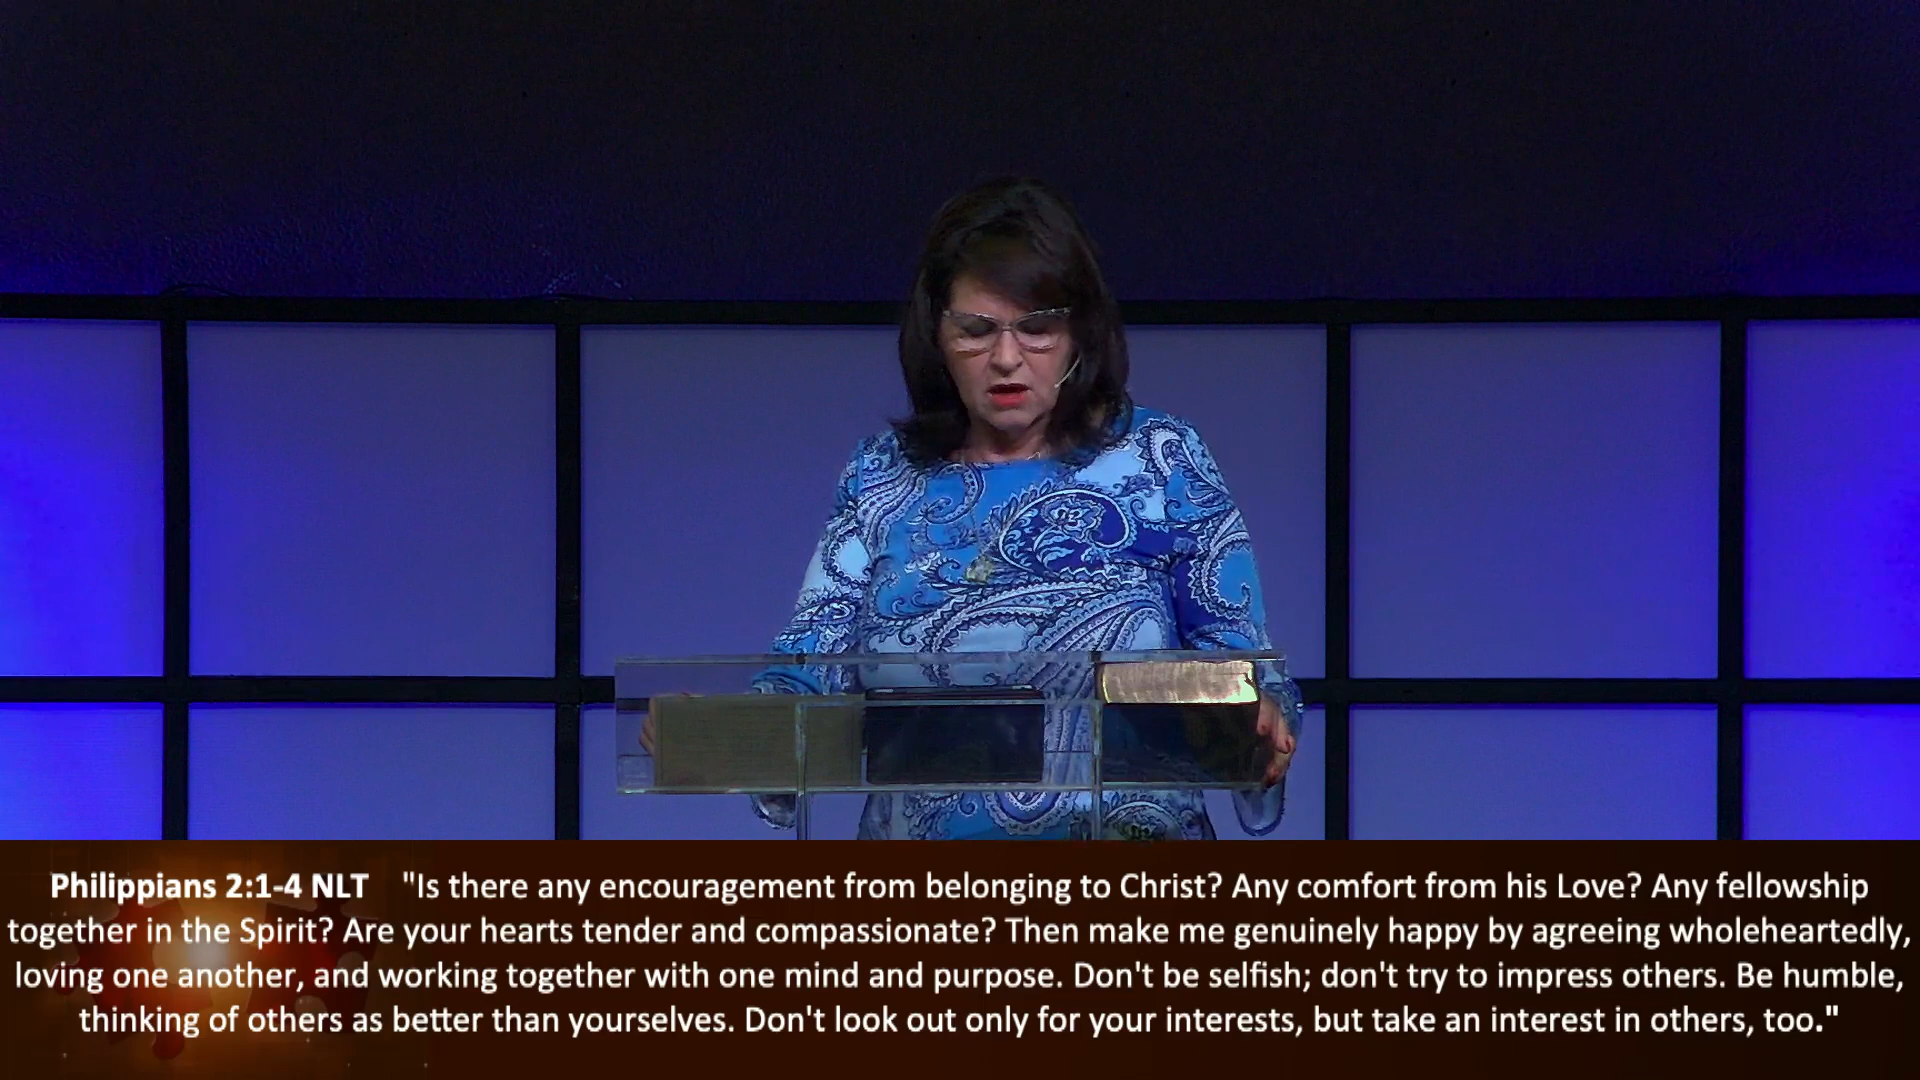 Philippians 2:1-4 NLT "Is there any encouragement from belonging to Christ? Any comfort from his Love? Any fellowship
together in the Spirit? Are your hearts tender and compassionate? Then make me genuinely happy by agreeing wholeheartedly,
loving one another, and working together with one mind and purpose. Don't be selfish; don't try to impress others. Be humble,
thinking of others as better than yourselves. Don't look out only for your interests, but take an interest in others, too."